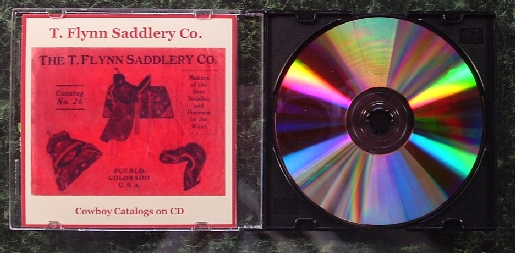 T. Flynn Saddlery Co.
THE T. FLYNN SADDLERY CO.
Catalog
No. 26
Makers
of the
Best
Saddles
and
Harness
in the
West
PUEBLO,
COLORADO
U. S. A.
Cowboy Catalogs on CD